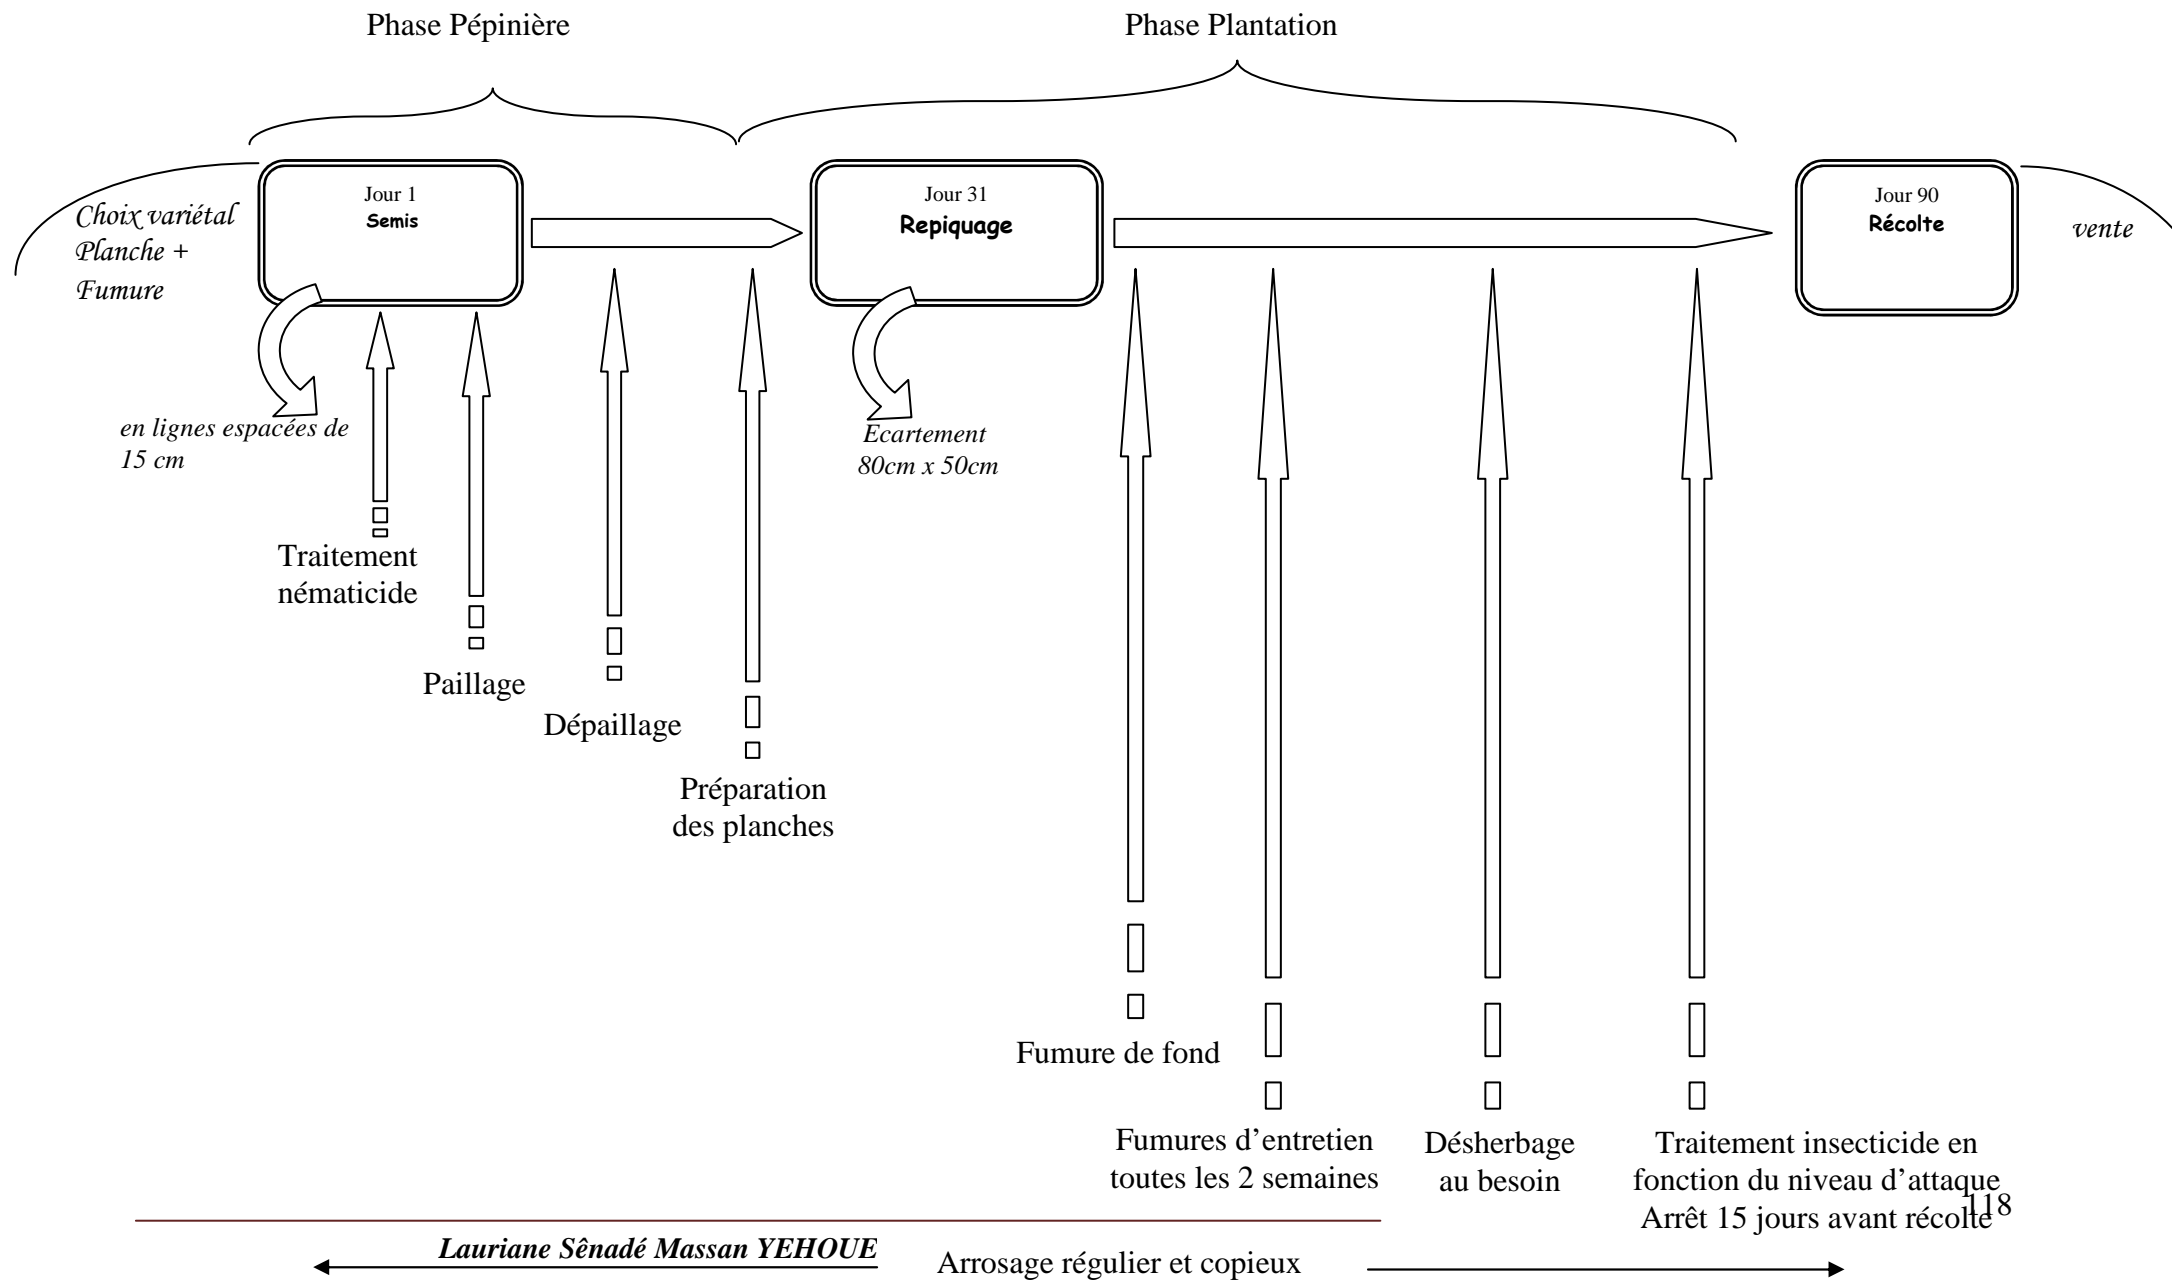 Phase Pépinière
Phase Plantation
Choix variétal
Planche +
Fumure
Jour 1
Semis
Jour 31
Repiquage
Jour 90
Récolte
vente
en lignes espacées de
15 cm
Ecartement
80cm x 50cm
Traitement
nématicide
Paillage
Dépaillage
Préparation
des planches
Fumure de fond
Fumures d’entretien
toutes les 2 semaines
Désherbage
au besoin
Traitement insecticide en
fonction du niveau d’attaque
Arrêt 15 jours avant récolte
118
Lauriane Sênadé Massan YEHOUE
Arrosage régulier et copieux